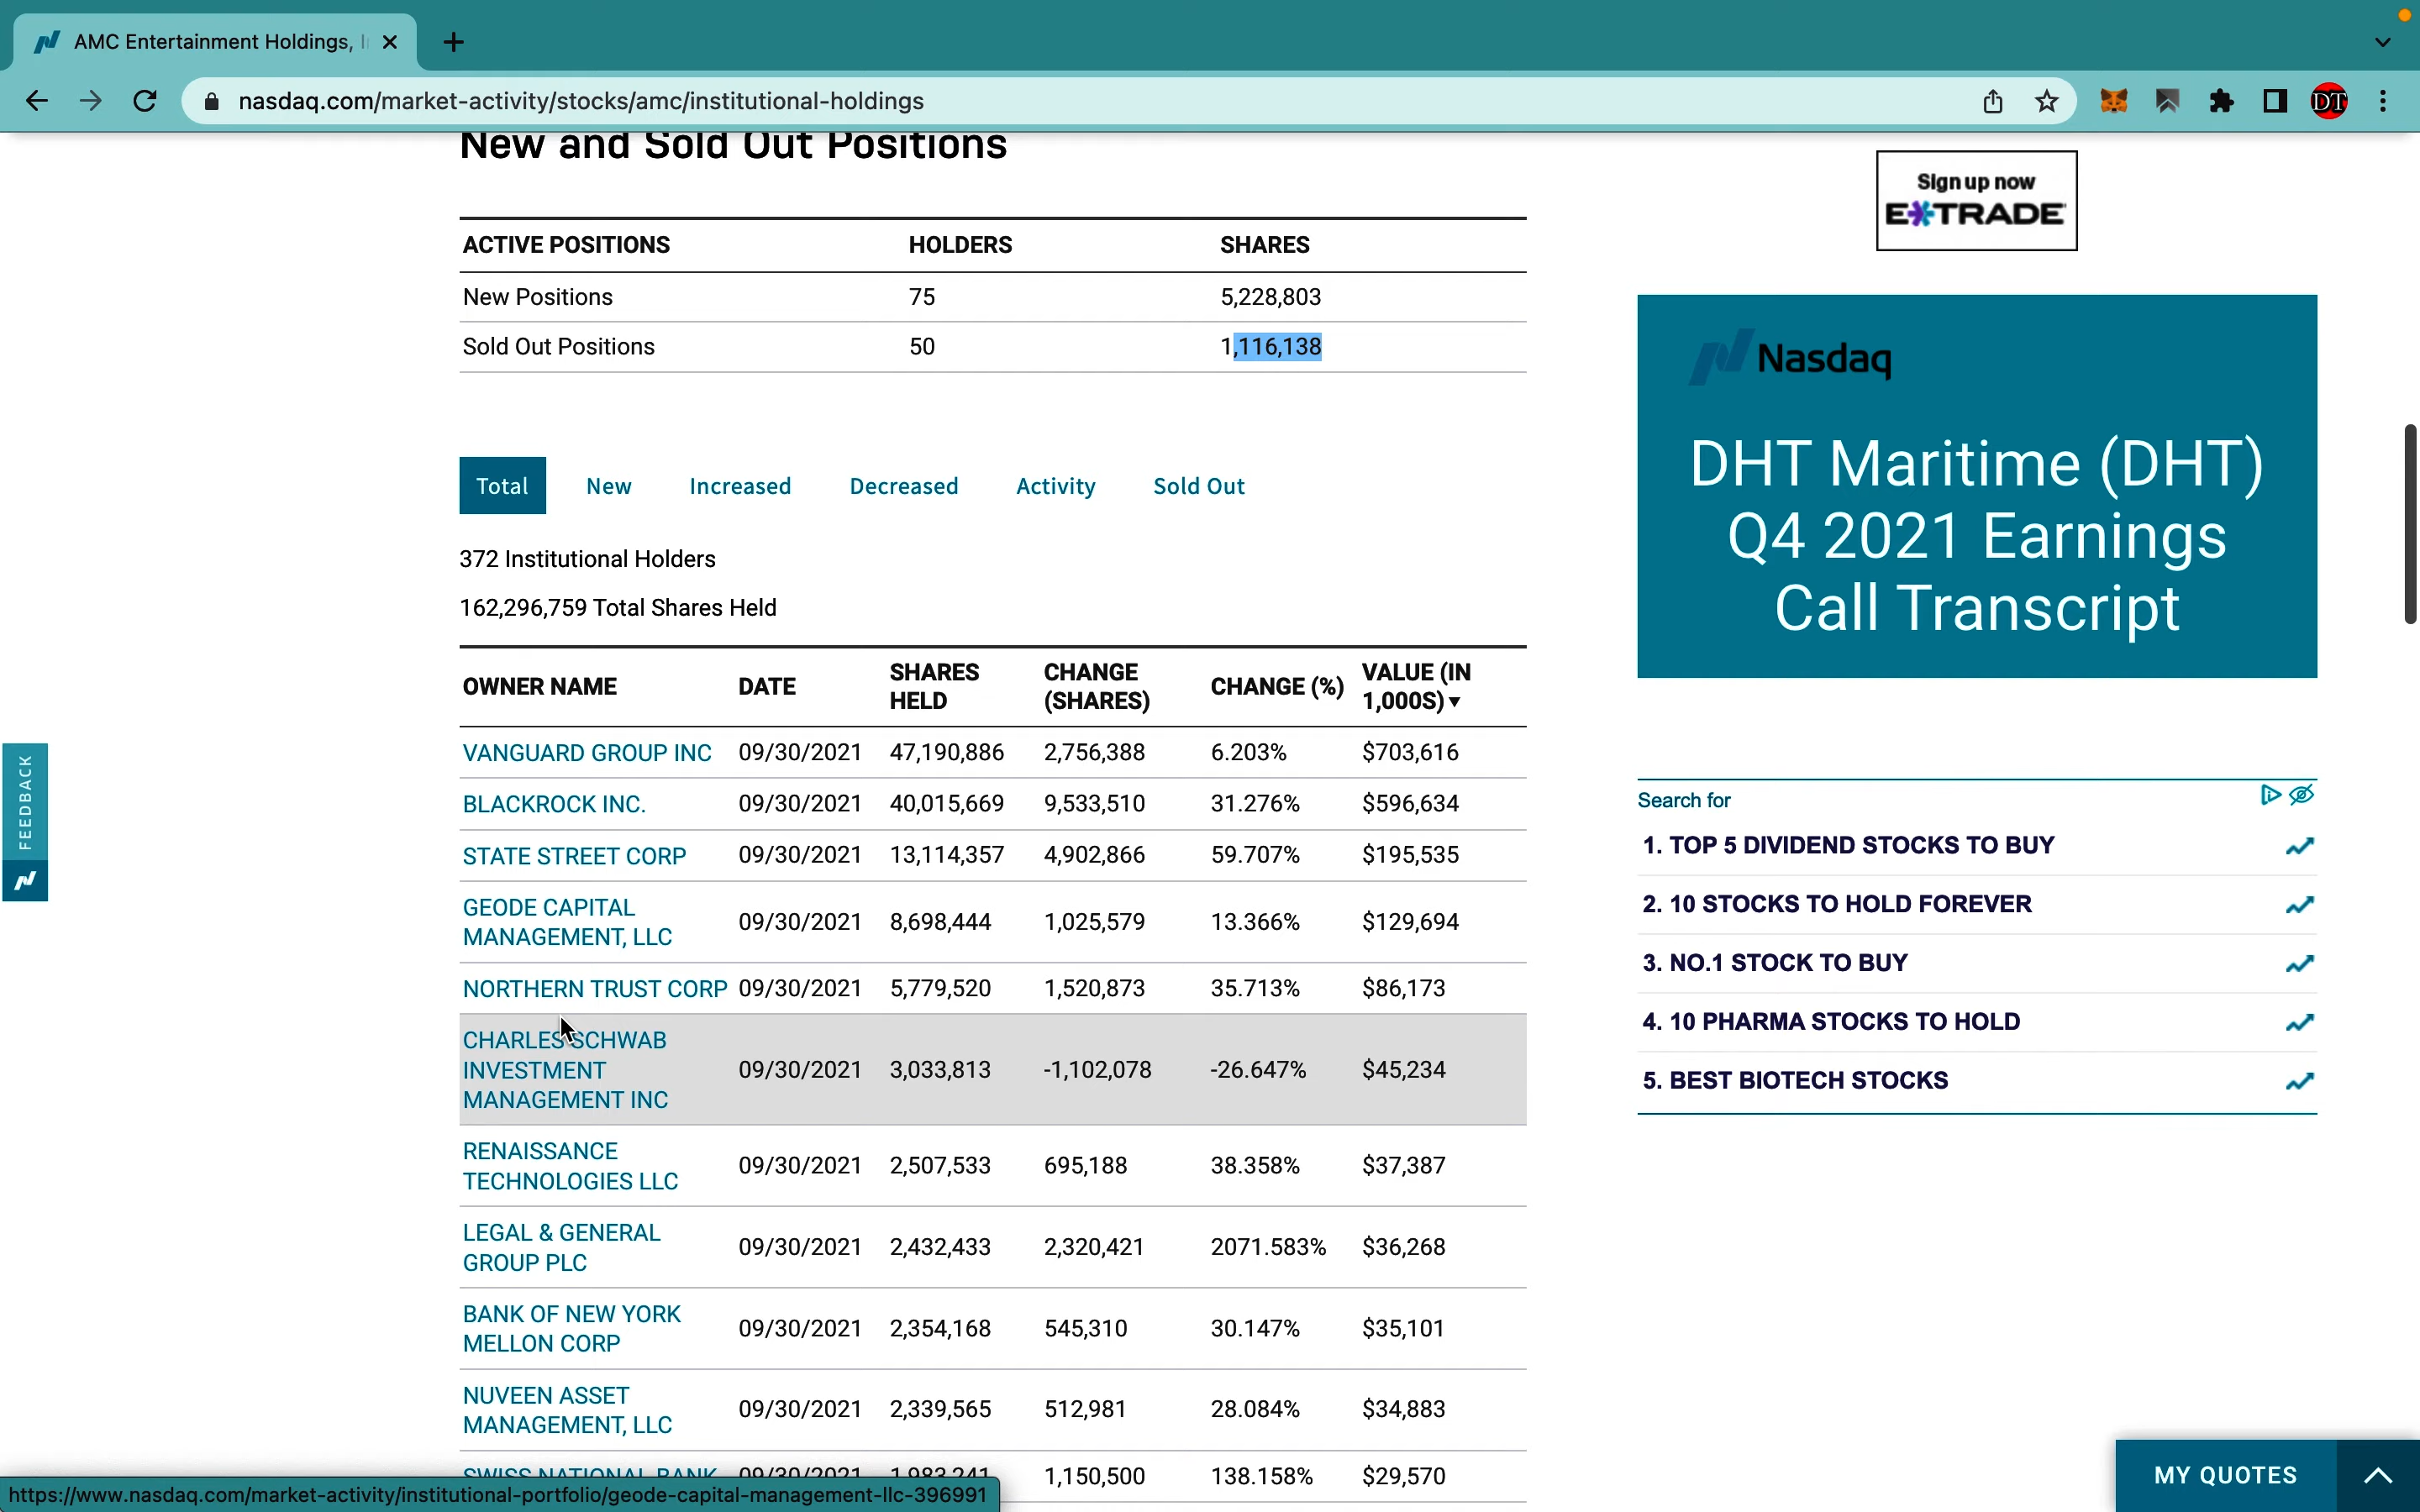 AMC Entertainment Holdings, I
nasdaq.com/market-activity/stocks/amc/institutional-holdings
DT
New and Sold Out Positions
ACTIVE POSITIONS HOLDERS SHARES
New Positions 75 5,228,803
Sold Out Positions 50 1,116,138
Total New Increased Decreased Activity Sold Out
372 Institutional Holders
162,296,759 Total Shares Held
OWNER NAME DATE SHARES HELD CHANGE (SHARES) CHANGE (%) VALUE (IN 1,000S)
VANGUARD GROUP INC 09/30/2021 47,190,886 2,756,388 6.203% $703,616
BLACKROCK INC. 09/30/2021 40,015,669 9,533,510 31.276% $596,634
STATE STREET CORP 09/30/2021 13,114,357 4,902,866 59.707% $195,535
GEODE CAPITAL MANAGEMENT, LLC 09/30/2021 8,698,444 1,025,579 13.366% $129,694
NORTHERN TRUST CORP 09/30/2021 5,779,520 1,520,873 35.713% $86,173
CHARLES SCHWAB INVESTMENT MANAGEMENT INC 09/30/2021 3,033,813 -1,102,078 -26.647% $45,234
RENAISSANCE TECHNOLOGIES LLC 09/30/2021 2,507,533 695,188 38.358% $37,387
LEGAL & GENERAL GROUP PLC 09/30/2021 2,432,433 2,320,421 2071.583% $36,268
BANK OF NEW YORK MELLON CORP 09/30/2021 2,354,168 545,310 30.147% $35,101
NUVEEN ASSET MANAGEMENT, LLC 09/30/2021 2,339,565 512,981 28.084% $34,883
SWISS NATIONAL BANK 09/30/2021 1,983,241 1,150,500 138.158% $29,570
https://www.nasdaq.com/market-activity/institutional-portfolio/geode-capital-management-llc-396991
FEEDBACK
Sign up now
E*TRADE
Nasdaq
DHT Maritime (DHT)
Q4 2021 Earnings
Call Transcript
Search for
1. TOP 5 DIVIDEND STOCKS TO BUY
2. 10 STOCKS TO HOLD FOREVER
3. NO.1 STOCK TO BUY
4. 10 PHARMA STOCKS TO HOLD
5. BEST BIOTECH STOCKS
MY QUOTES